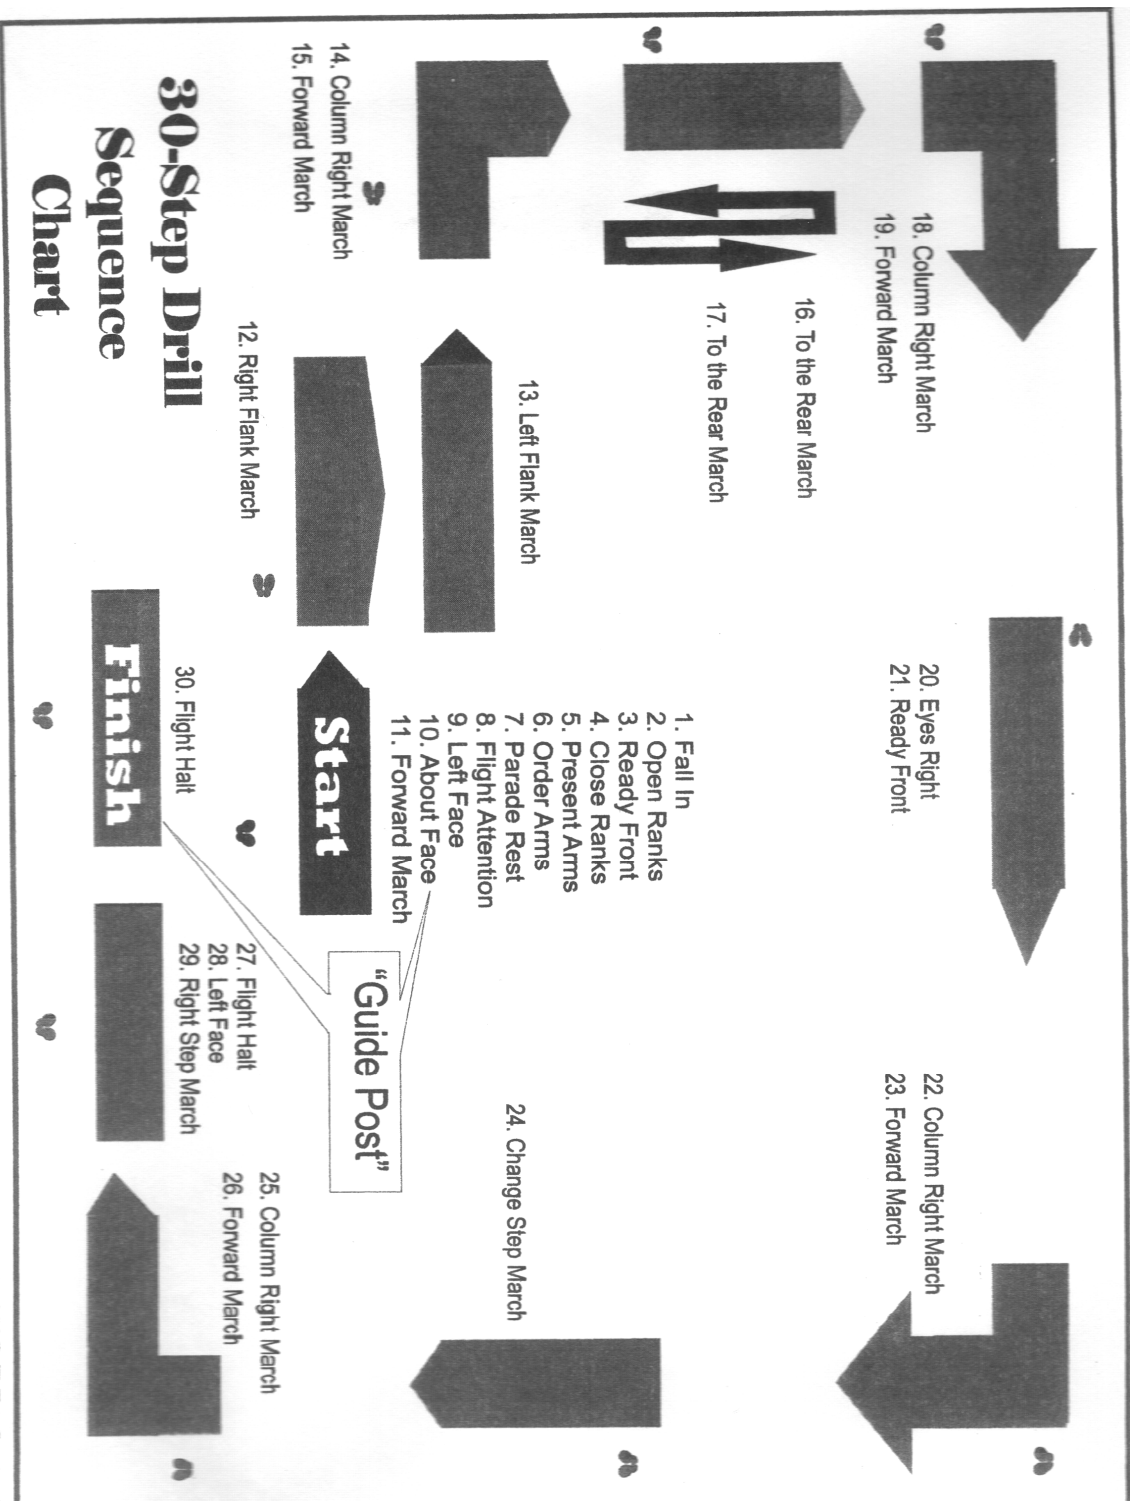 30-Step Drill
Sequence
Chart
Start
1. Fall In
2. Open Ranks
3. Ready Front
4. Close Ranks
5. Present Arms
6. Order Arms
7. Parade Rest
8. Flight Attention
9. Left Face
10. About Face
11. Forward March
12. Right Flank March
13. Left Flank March
14. Column Right March
15. Forward March
16. To the Rear March
17. To the Rear March
18. Column Right March
19. Forward March
20. Eyes Right
21. Ready Front
22. Column Right March
23. Forward March
24. Change Step March
25. Column Right March
26. Forward March
27. Flight Halt
28. Left Face
29. Right Step March
30. Flight Halt
Finish
“Guide Post”